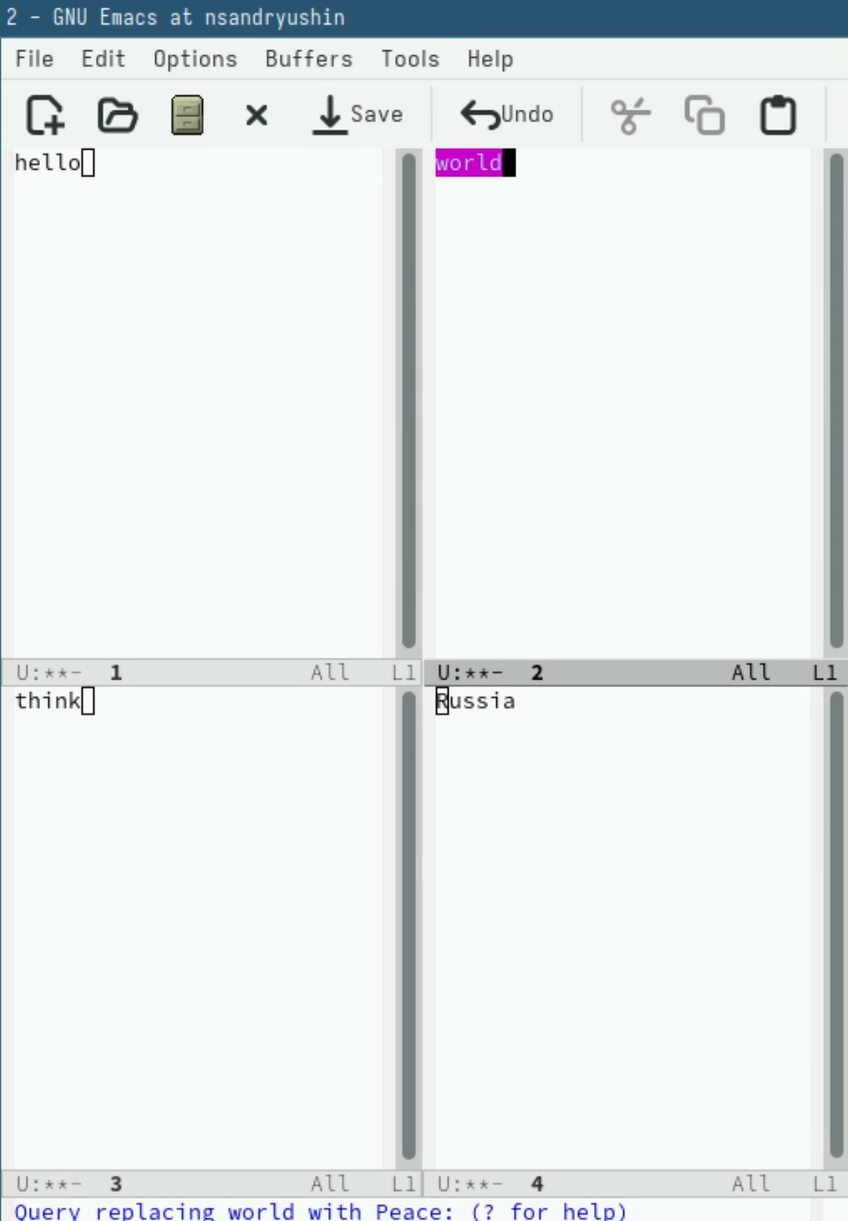 2 - GNU Emacs at nsandryushin
File Edit Options Buffers Tools Help
Save Undo
hello
world
U:**- 1 All L1
U:**- 2 All L1
think
Russia
U:**- 3 All L1
U:**- 4 All L1
Query replacing world with Peace: (? for help)